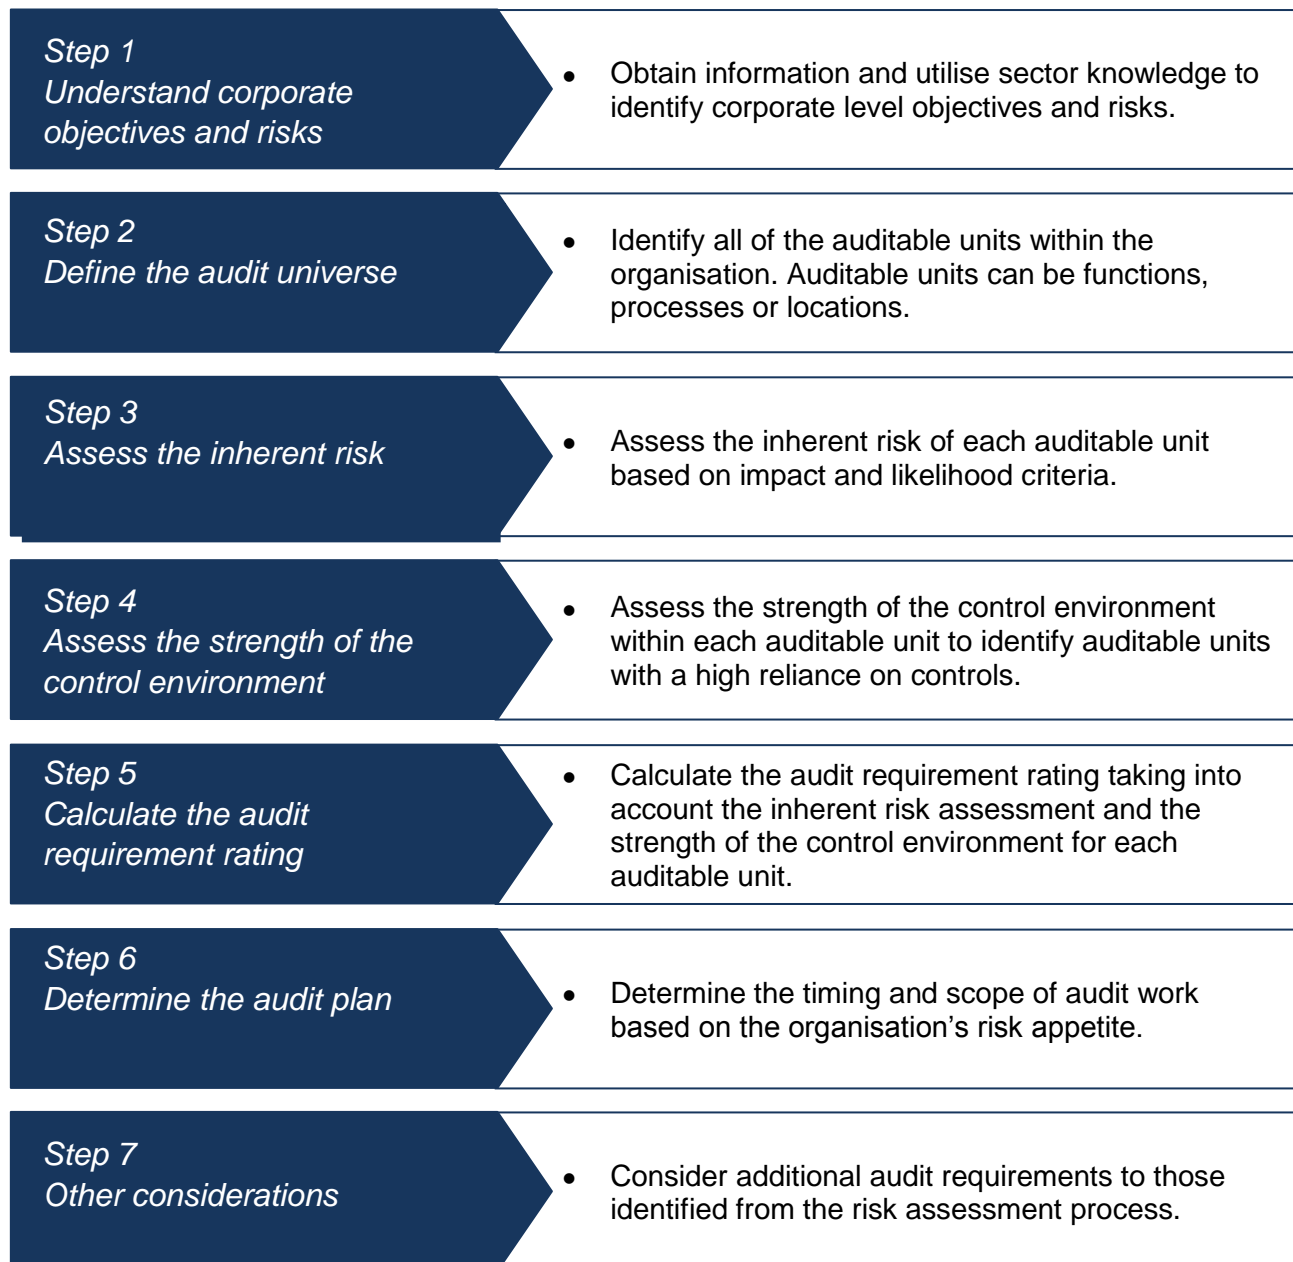 Step 1
Understand corporate
objectives and risks
• Obtain information and utilise sector knowledge to
identify corporate level objectives and risks.
Step 2
Define the audit universe
• Identify all of the auditable units within the
organisation. Auditable units can be functions,
processes or locations.
Step 3
Assess the inherent risk
• Assess the inherent risk of each auditable unit
based on impact and likelihood criteria.
Step 4
Assess the strength of the
control environment
• Assess the strength of the control environment
within each auditable unit to identify auditable units
with a high reliance on controls.
Step 5
Calculate the audit
requirement rating
• Calculate the audit requirement rating taking into
account the inherent risk assessment and the
strength of the control environment for each
auditable unit.
Step 6
Determine the audit plan
• Determine the timing and scope of audit work
based on the organisation’s risk appetite.
Step 7
Other considerations
• Consider additional audit requirements to those
identified from the risk assessment process.